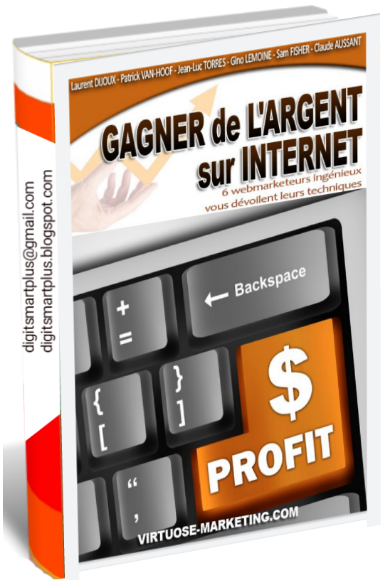 Laurent DIJOUX - Patrick VAN-HOOF - Jean-Luc TORRES - Gino LEMOINE - Sam FISHER - Claude AUSSANT
GAGNER de L'ARGENT
sur INTERNET
6 webmarketeurs ingénieux
vous dévoilent leurs techniques
digitsmartplus@gmail.com
digitsmartplus.blogspot.com
← Backspace
+
=
{
[
}
]
$
PROFIT
“
,
VIRTUOSE-MARKETING.COM